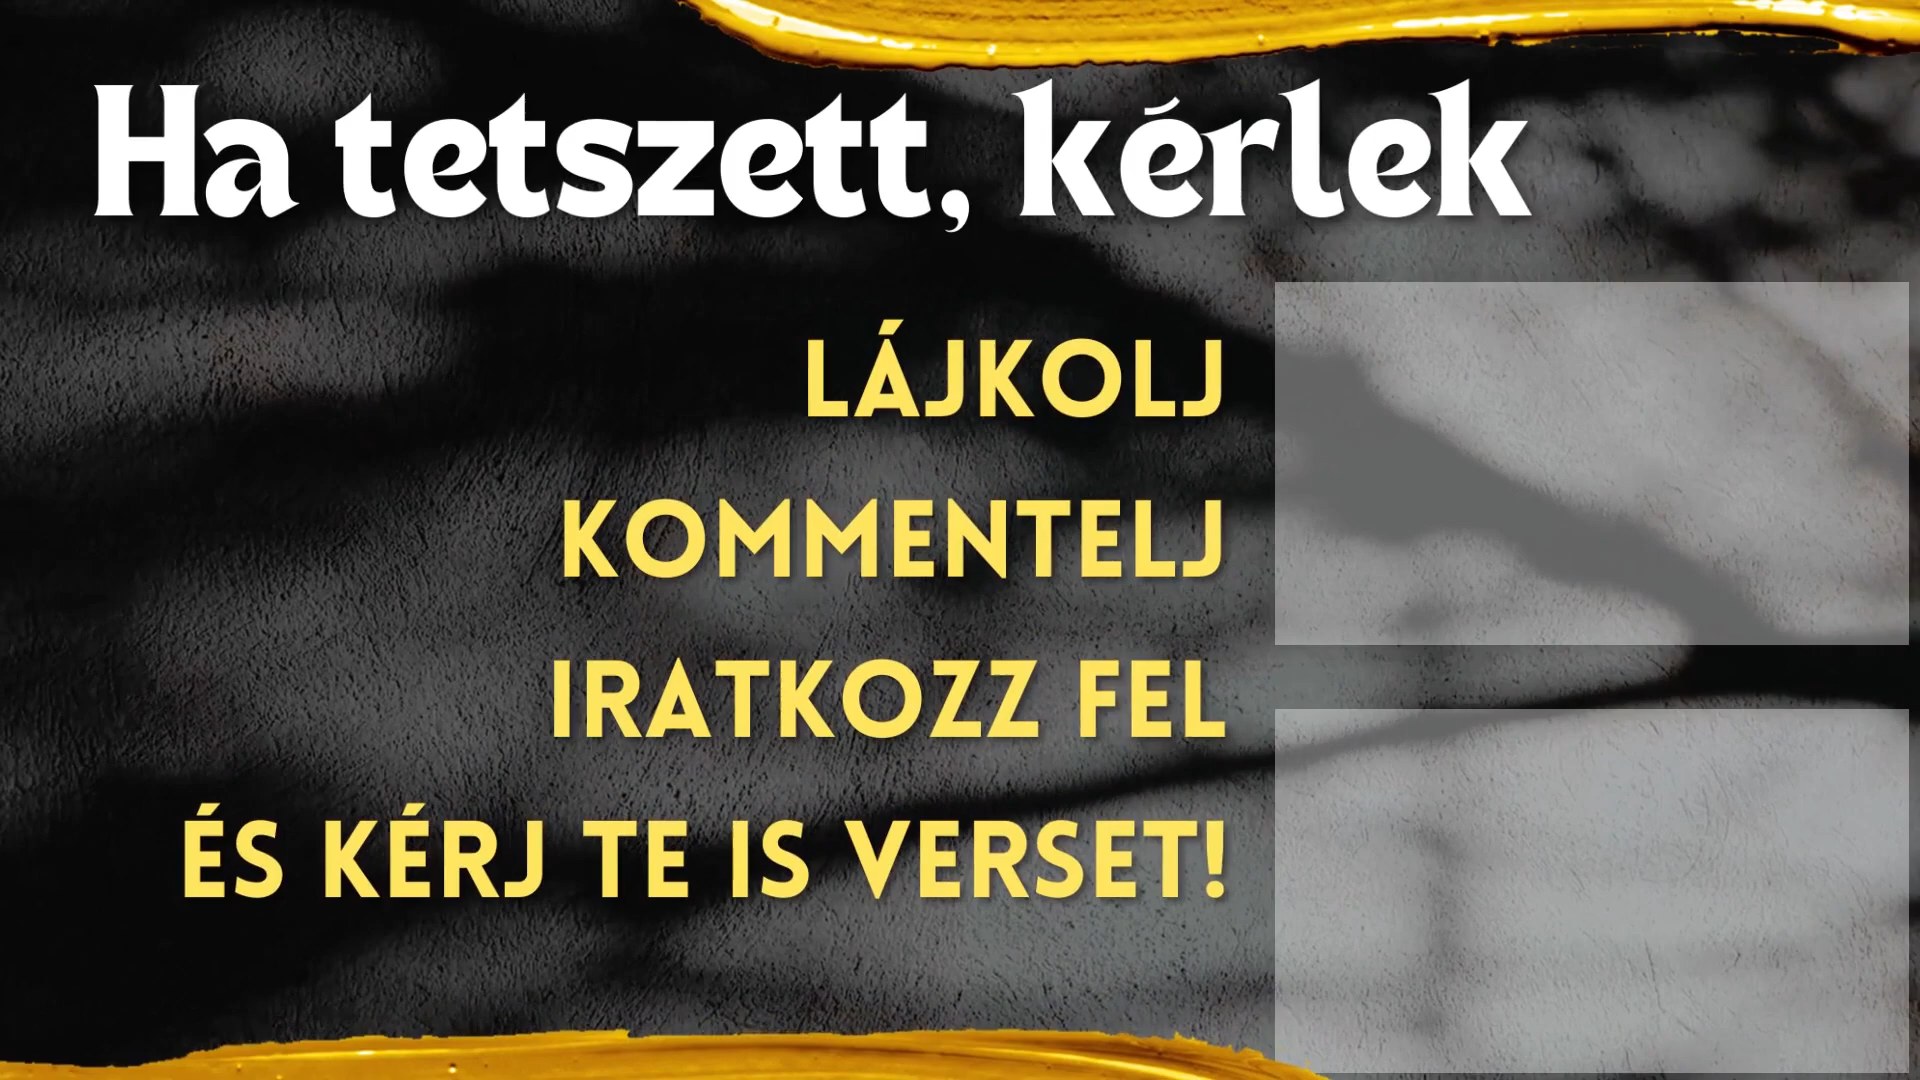 Ha tetszett, kérlek
LÁJKOLJ
KOMMENTELJ
IRATKOZZ FEL
ÉS KÉRJ TE IS VERSET!